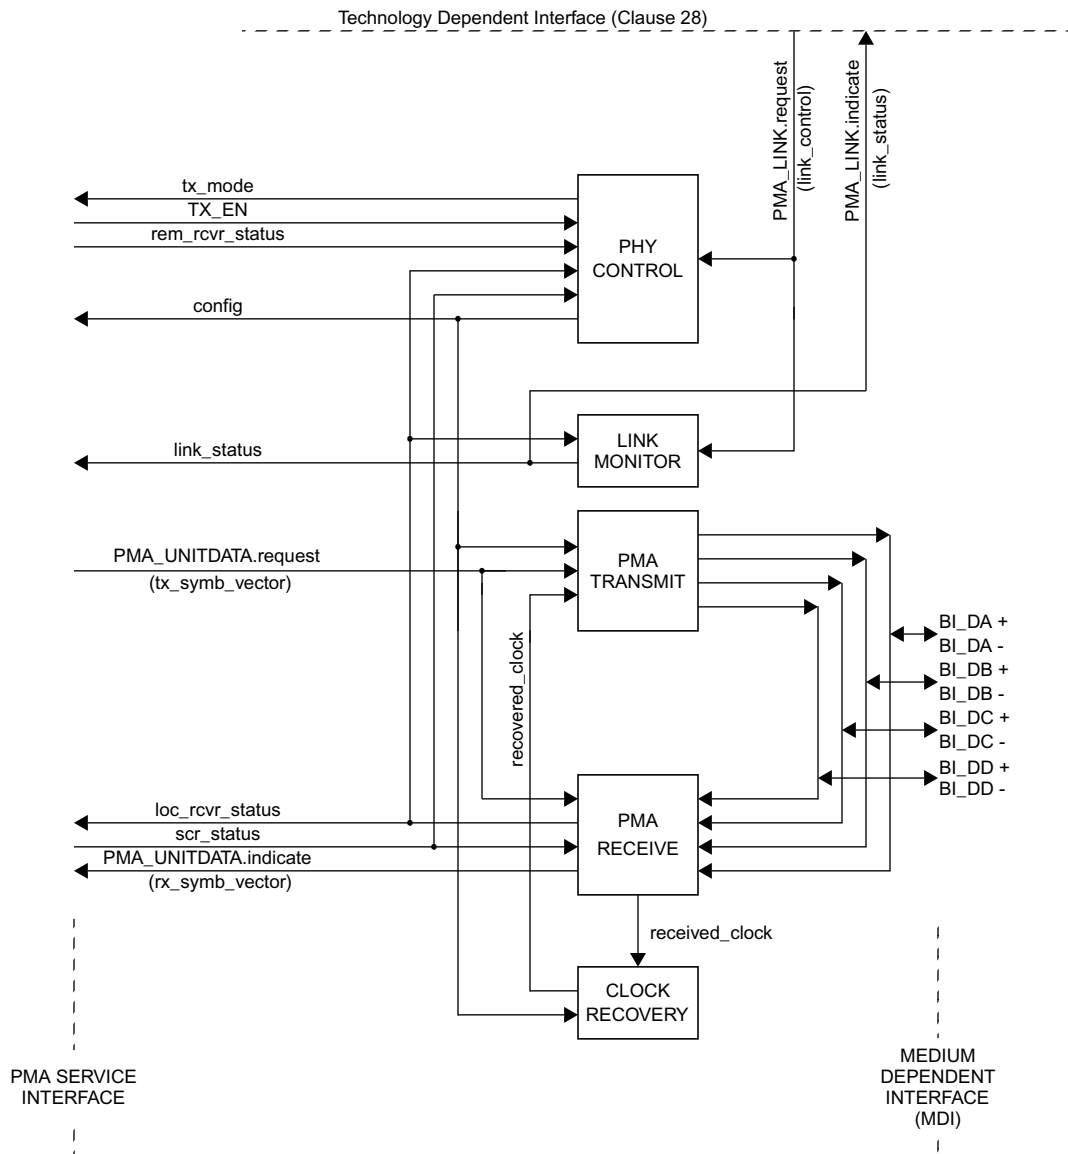 Technology Dependent Interface (Clause 28)
PMA_LINK.request
(link_control)
PMA_LINK.indicate
(link_status)
tx_mode
TX_EN
rem_rcvr_status
PHY
CONTROL
config
LINK
MONITOR
link_status
PMA_UNITDATA.request
(tx_symb_vector)
PMA
TRANSMIT
recovered_clock
BI_DA +
BI_DA -
BI_DB +
BI_DB -
BI_DC +
BI_DC -
BI_DD +
BI_DD -
loc_rcvr_status
scr_status
PMA_UNITDATA.indicate
(rx_symb_vector)
PMA
RECEIVE
received_clock
CLOCK
RECOVERY
PMA SERVICE
INTERFACE
MEDIUM
DEPENDENT
INTERFACE
(MDI)